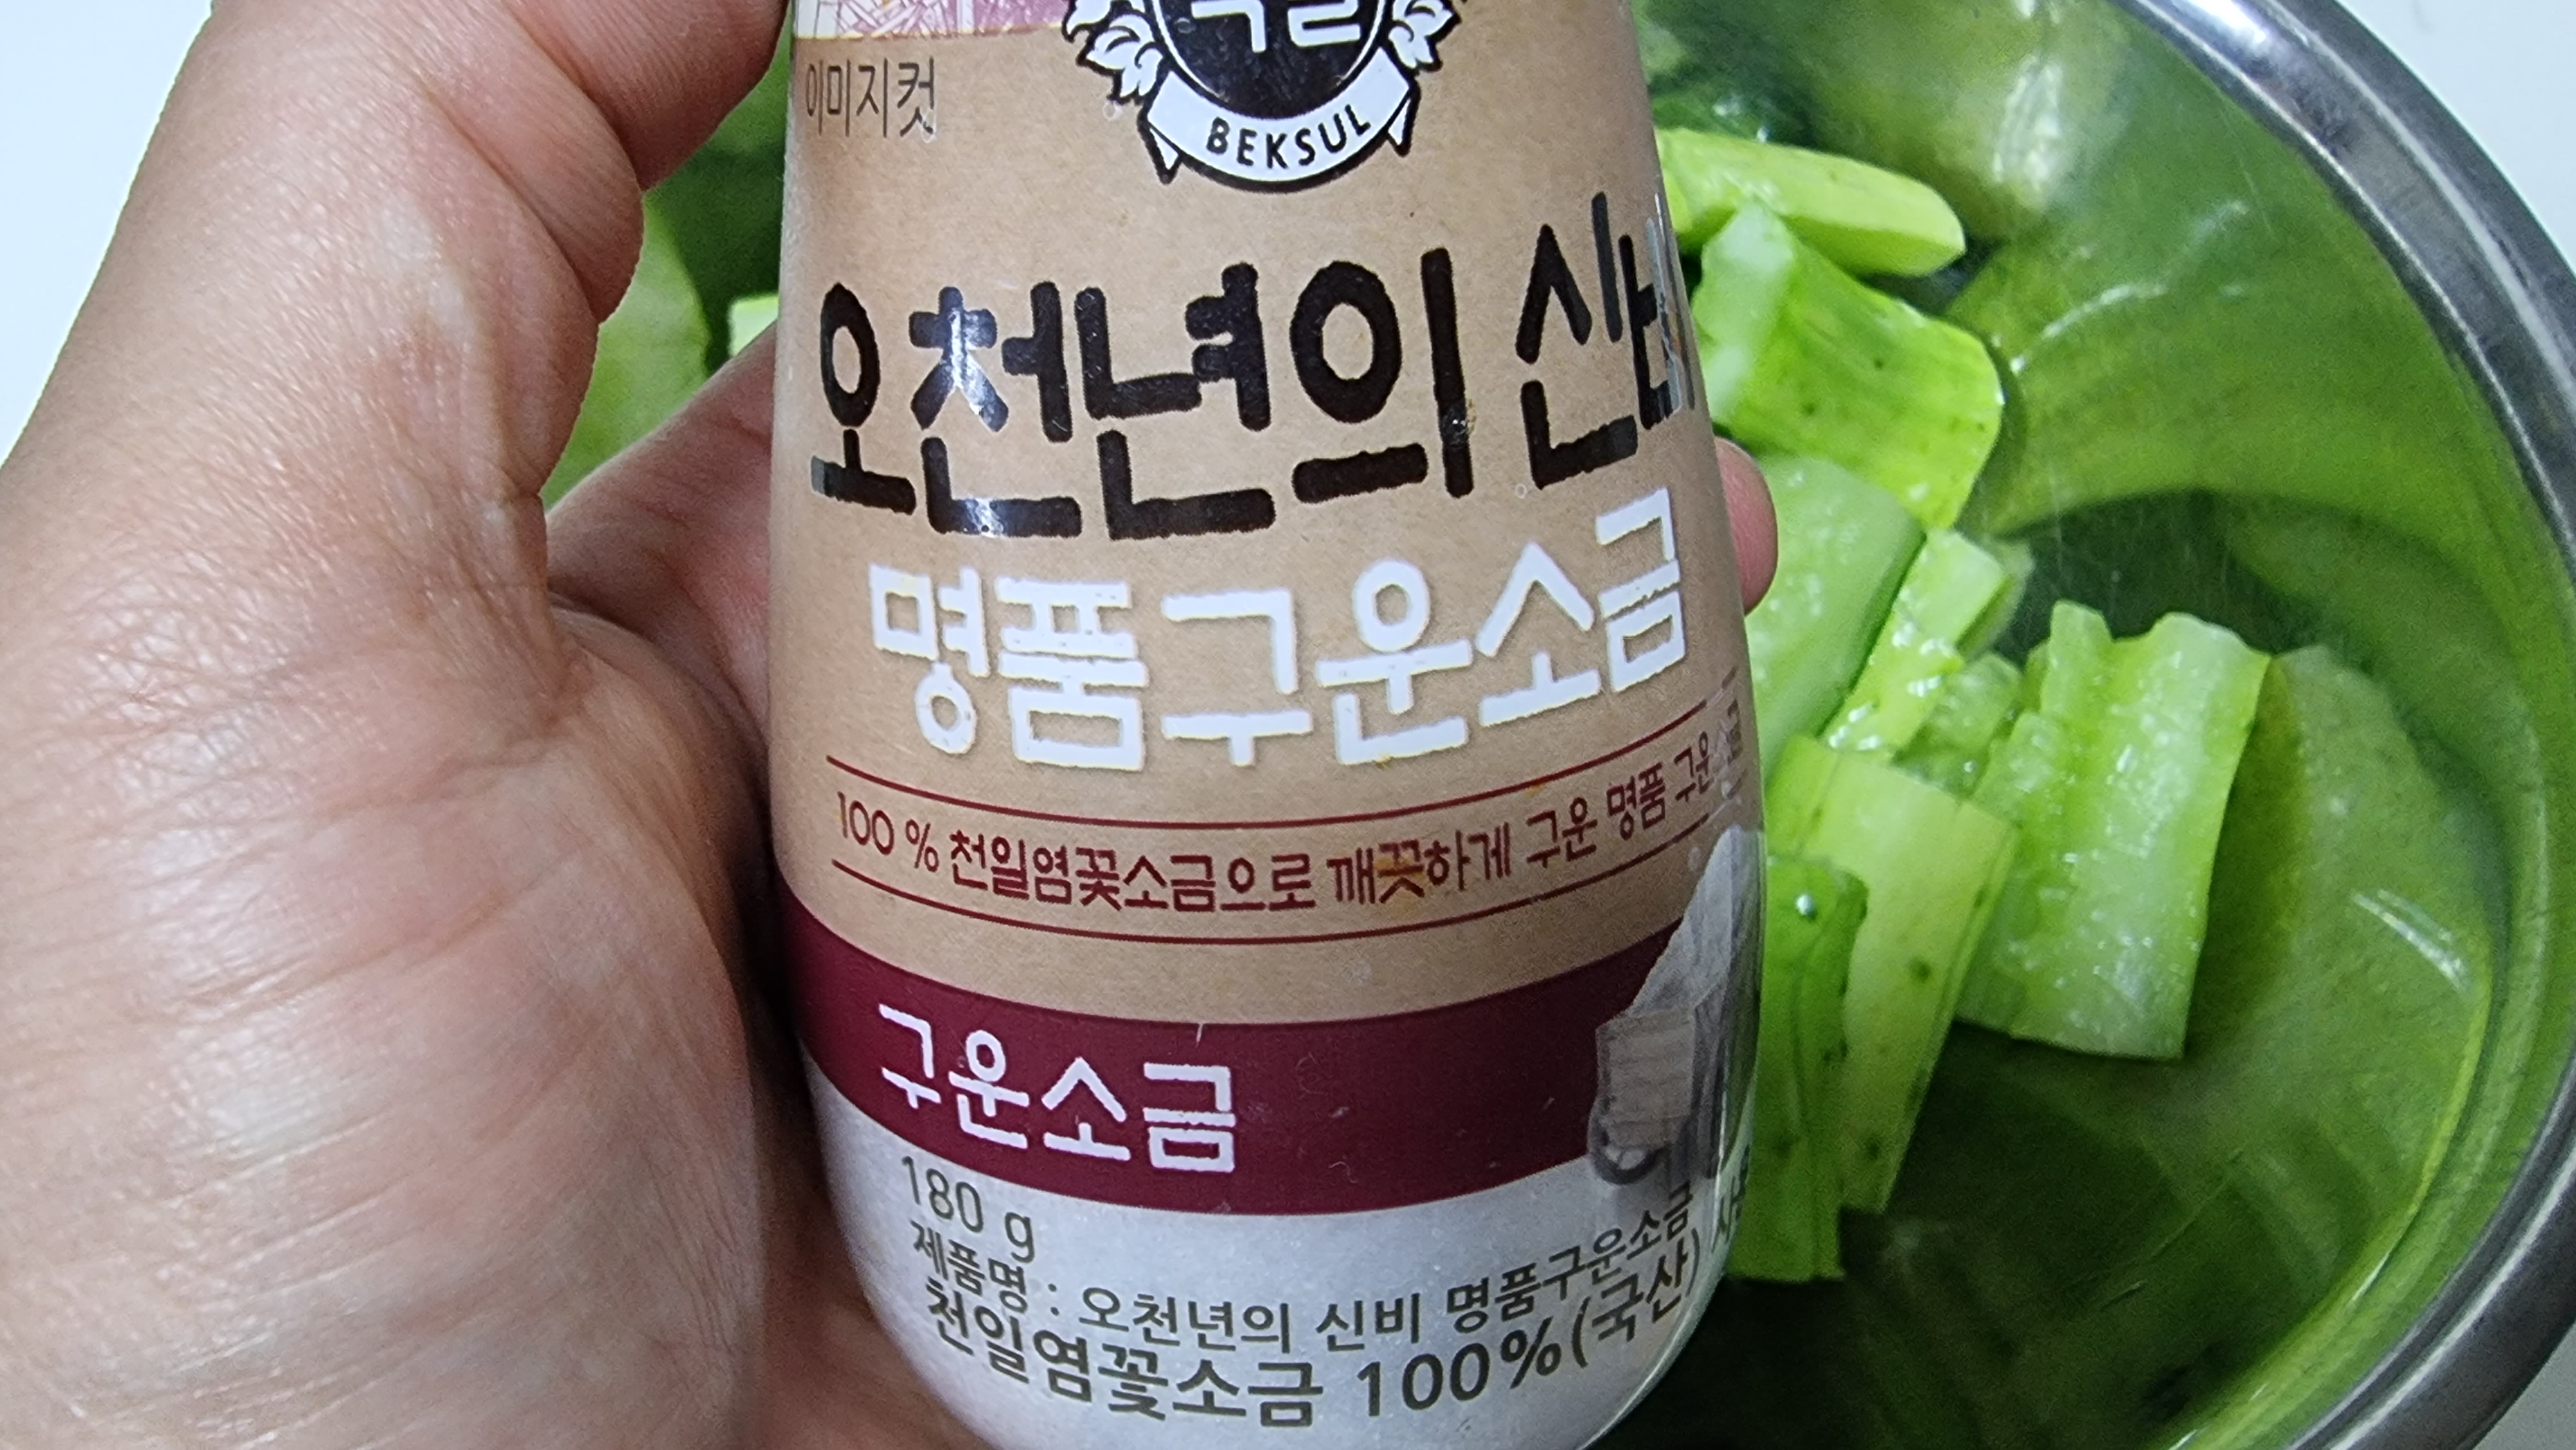 이미지컷
BEKSUL
오천년의 신비
명품구운소금
100 % 천일염꽃소금으로 깨끗하게 구운 명품 구운
구운소금
180 g
제품명 : 오천년의 신비 명품구운소금
천일염꽃소금 100%(국산)